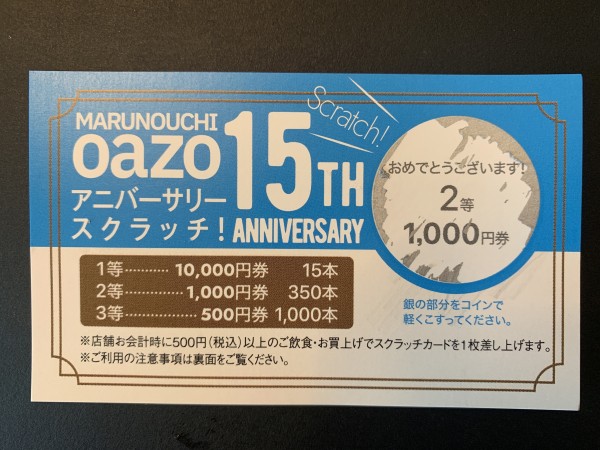 MARUNOUCHI
oazo
アニバーサリー
スクラッチ!
15TH
ANNIVERSARY
Scratch!
おめでとうございます!
2等
1,000円券
銀の部分をコインで
軽くこすってください。
1等………… 10,000円券 15本
2等………… 1,000円券 350本
3等………… 500円券 1,000本
※店舗お会計時に500円(税込)以上のご飲食・お買上げでスクラッチカードを1枚差し上げます。
※ご利用の注意事項は裏面をご覧ください。